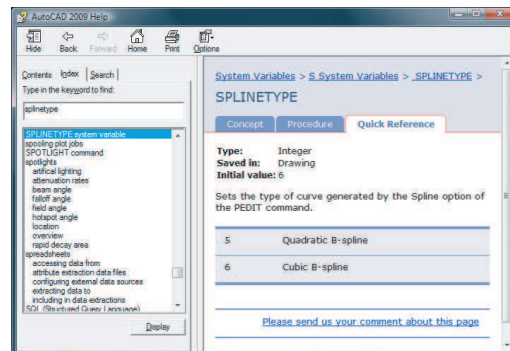 AutoCAD 2009 Help
Hide Back Forward Home Print Options
Contents Index Search
Type in the keyword to find:
splinetype
SPLINETYPE system variable
spooling plot jobs
SPOTLIGHT command
spotlights
artifical lighting
attenuation rates
beam angle
falloff angle
field angle
hotspot angle
location
overview
rapid decay area
spreadsheets
accessing data from
attribute extraction data files
configuring external data sources
extracting data to
including in data extractions
SQL (Structured Query Language)
Display
System Variables > S System Variables > SPLINETYPE >
SPLINETYPE
Concept Procedure Quick Reference
Type: Integer
Saved in: Drawing
Initial value: 6
Sets the type of curve generated by the Spline option of
the PEDIT command.
5 Quadratic B-spline
6 Cubic B-spline
Please send us your comment about this page